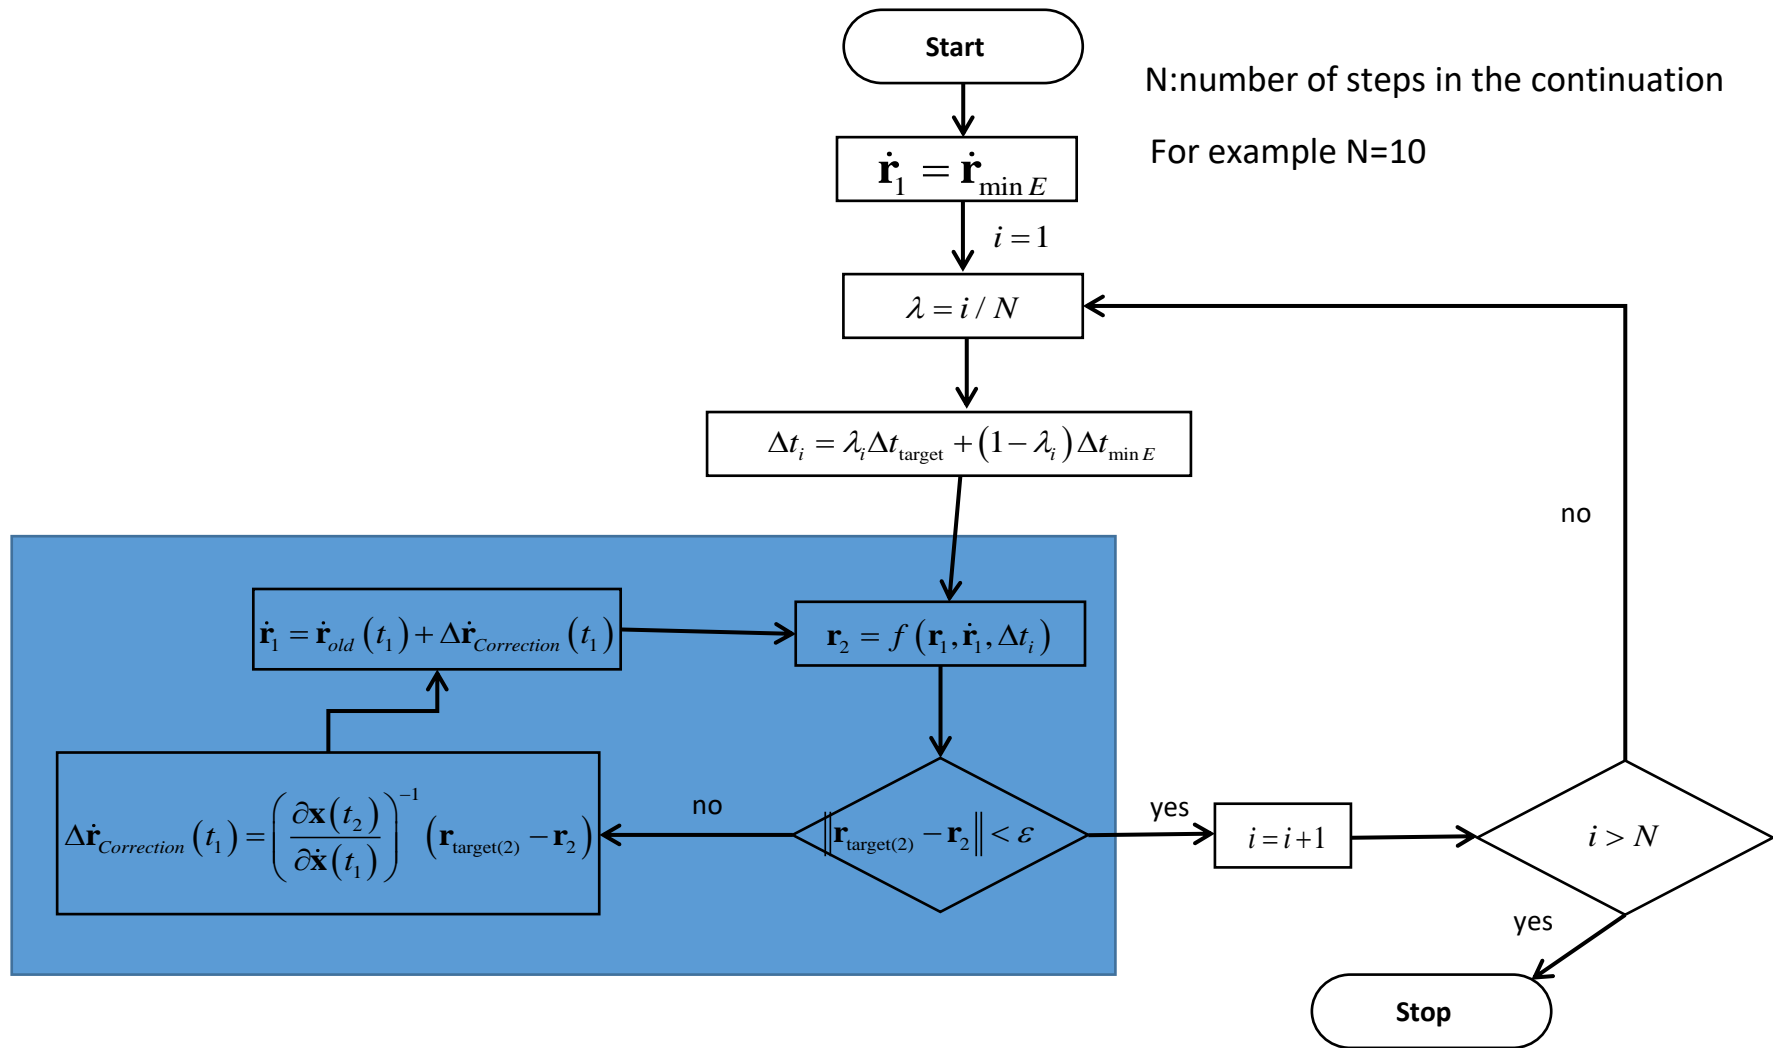 Start
N:number of steps in the continuation
For example N=10
ṙ₁ = ṙ_min E
i = 1
λ = i / N
Δt_i = λ_i Δt_target + (1 − λ_i) Δt_min E
no
ṙ₁ = ṙ_old (t₁) + Δṙ_Correction (t₁)
r₂ = f (r₁, ṙ₁, Δt_i)
Δṙ_Correction (t₁) = (∂x(t₂) / ∂ẋ(t₁))⁻¹ (r_target(2) − r₂)
no
‖r_target(2) − r₂‖ < ε
yes
i = i + 1
i > N
yes
Stop